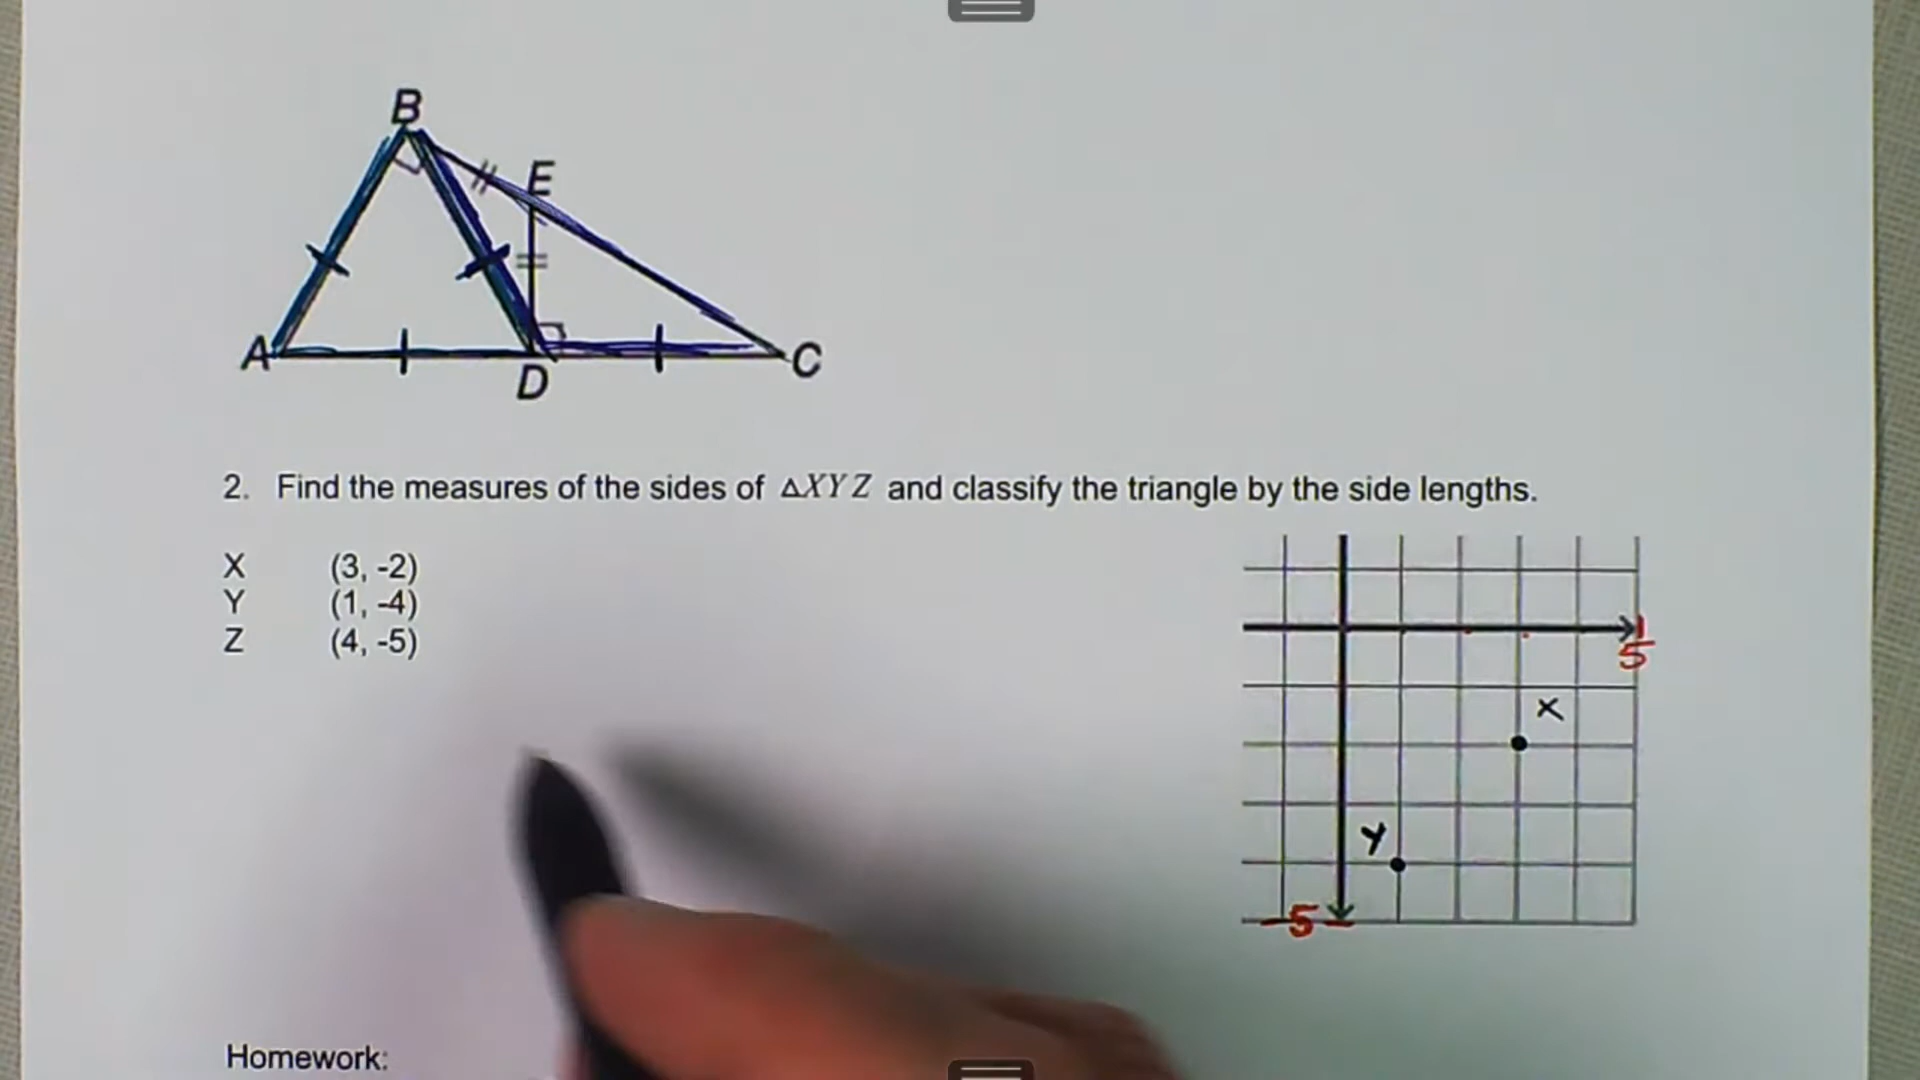 B
E
A
D
C
2. Find the measures of the sides of △XYZ and classify the triangle by the side lengths.
X (3, -2)
Y (1, -4)
Z (4, -5)
5
X
Y
-5
Homework: